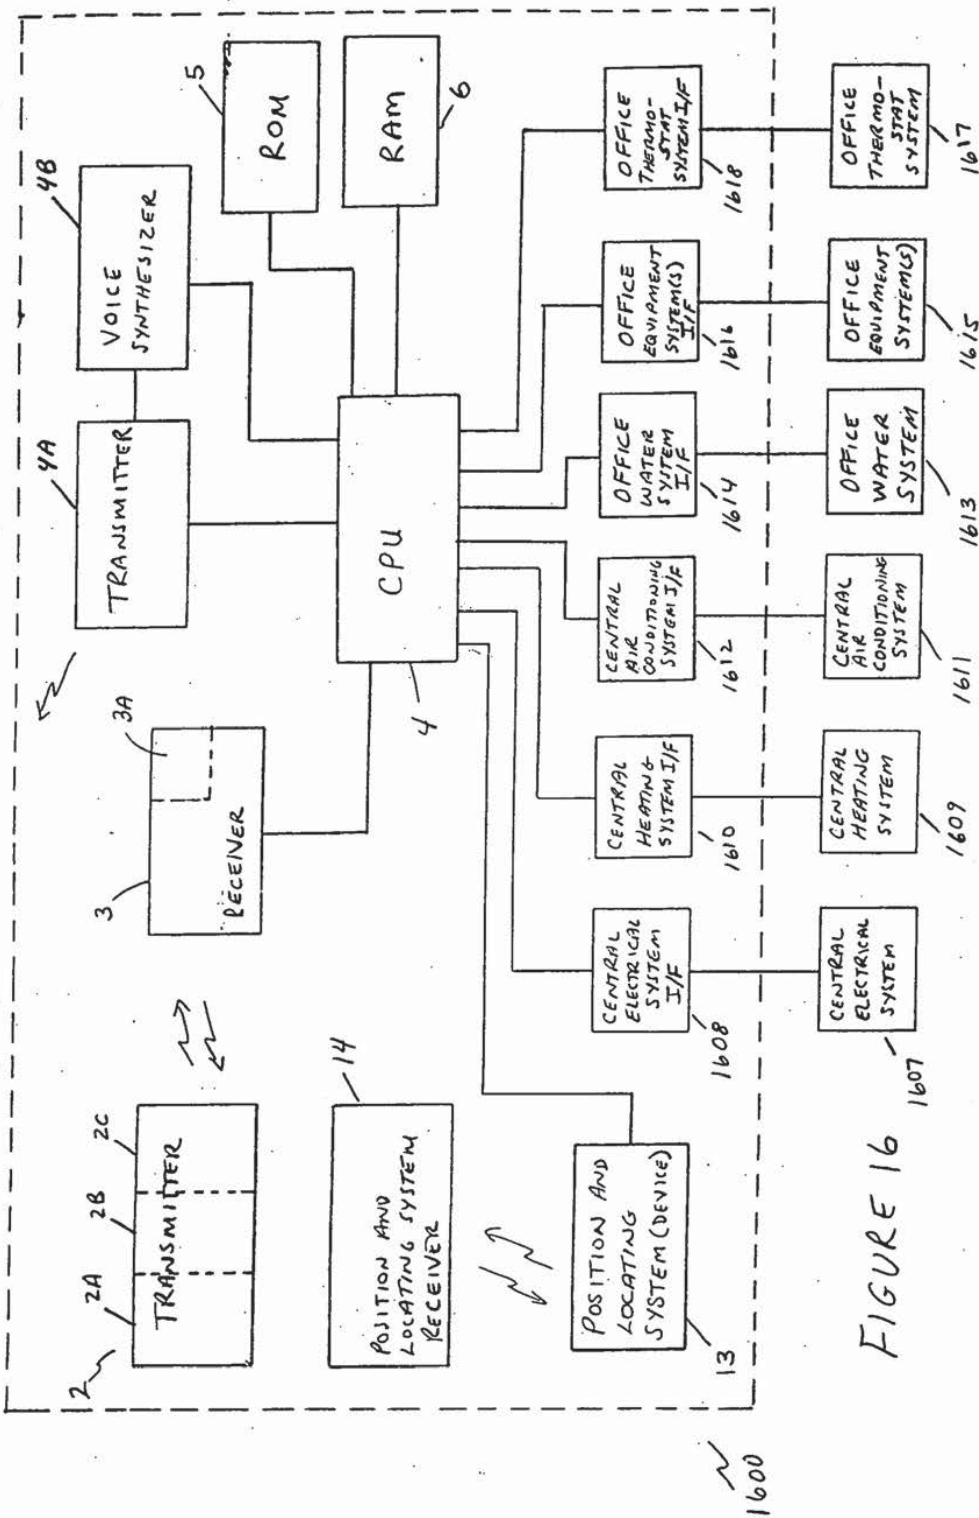 2
2A
2B
2C
TRANSMITTER
3
3A
RECEIVER
4A
TRANSMITTER
4B
VOICE
SYNTHESIZER
5
ROM
RAM
6
14
POSITION AND
LOCATING SYSTEM
RECEIVER
CPU
4
POSITION AND
LOCATING
SYSTEM (DEVICE)
13
CENTRAL
ELECTRICAL
SYSTEM
I/F
1608
CENTRAL
HEATING
SYSTEM I/F
1610
CENTRAL
AIR
CONDITIONING
SYSTEM I/F
1612
OFFICE
WATER
SYSTEM
I/F
1614
OFFICE
EQUIPMENT
SYSTEM(S)
I/F
1616
OFFICE
THERMO-
STAT
SYSTEM I/F
1618
1600
CENTRAL
ELECTRICAL
SYSTEM
1607
CENTRAL
HEATING
SYSTEM
1609
CENTRAL
AIR
CONDITIONING
SYSTEM
1611
OFFICE
WATER
SYSTEM
1613
OFFICE
EQUIPMENT
SYSTEM(S)
1615
OFFICE
THERMO-
STAT
SYSTEM
1617
FIGURE 16